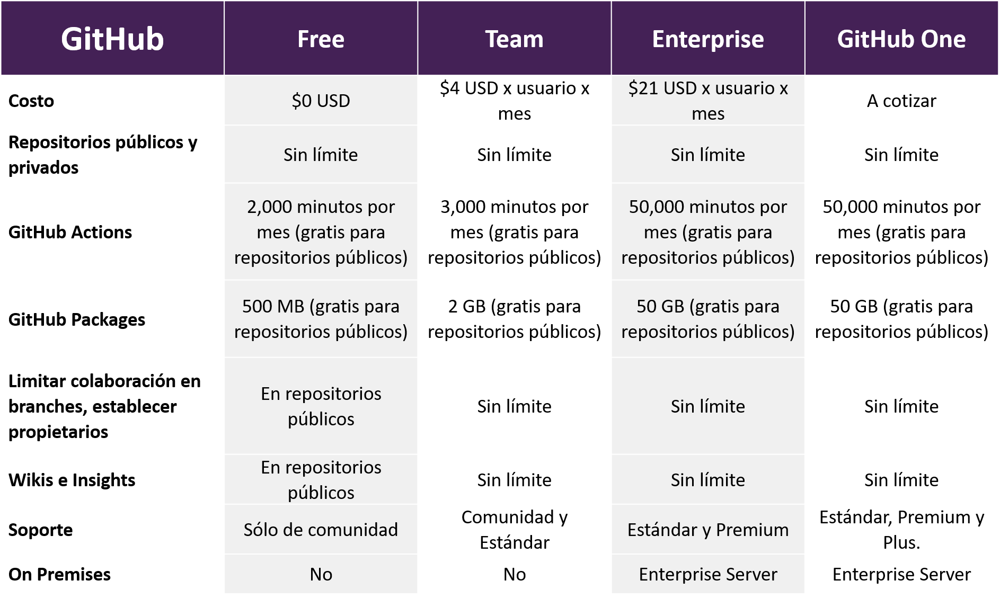 GitHub
Free
Team
Enterprise
GitHub One
Costo
$0 USD
$4 USD x usuario x
mes
$21 USD x usuario x
mes
A cotizar
Repositorios públicos y
privados
Sin límite
Sin límite
Sin límite
Sin límite
GitHub Actions
2,000 minutos por
mes (gratis para
repositorios públicos)
3,000 minutos por
mes (gratis para
repositorios públicos)
50,000 minutos por
mes (gratis para
repositorios públicos)
50,000 minutos por
mes (gratis para
repositorios públicos)
GitHub Packages
500 MB (gratis para
repositorios públicos)
2 GB (gratis para
repositorios públicos)
50 GB (gratis para
repositorios públicos)
50 GB (gratis para
repositorios públicos)
Limitar colaboración en
branches, establecer
propietarios
En repositorios
públicos
Sin límite
Sin límite
Sin límite
Wikis e Insights
En repositorios
públicos
Sin límite
Sin límite
Sin límite
Soporte
Sólo de comunidad
Comunidad y
Estándar
Estándar y Premium
Estándar, Premium y
Plus.
On Premises
No
No
Enterprise Server
Enterprise Server